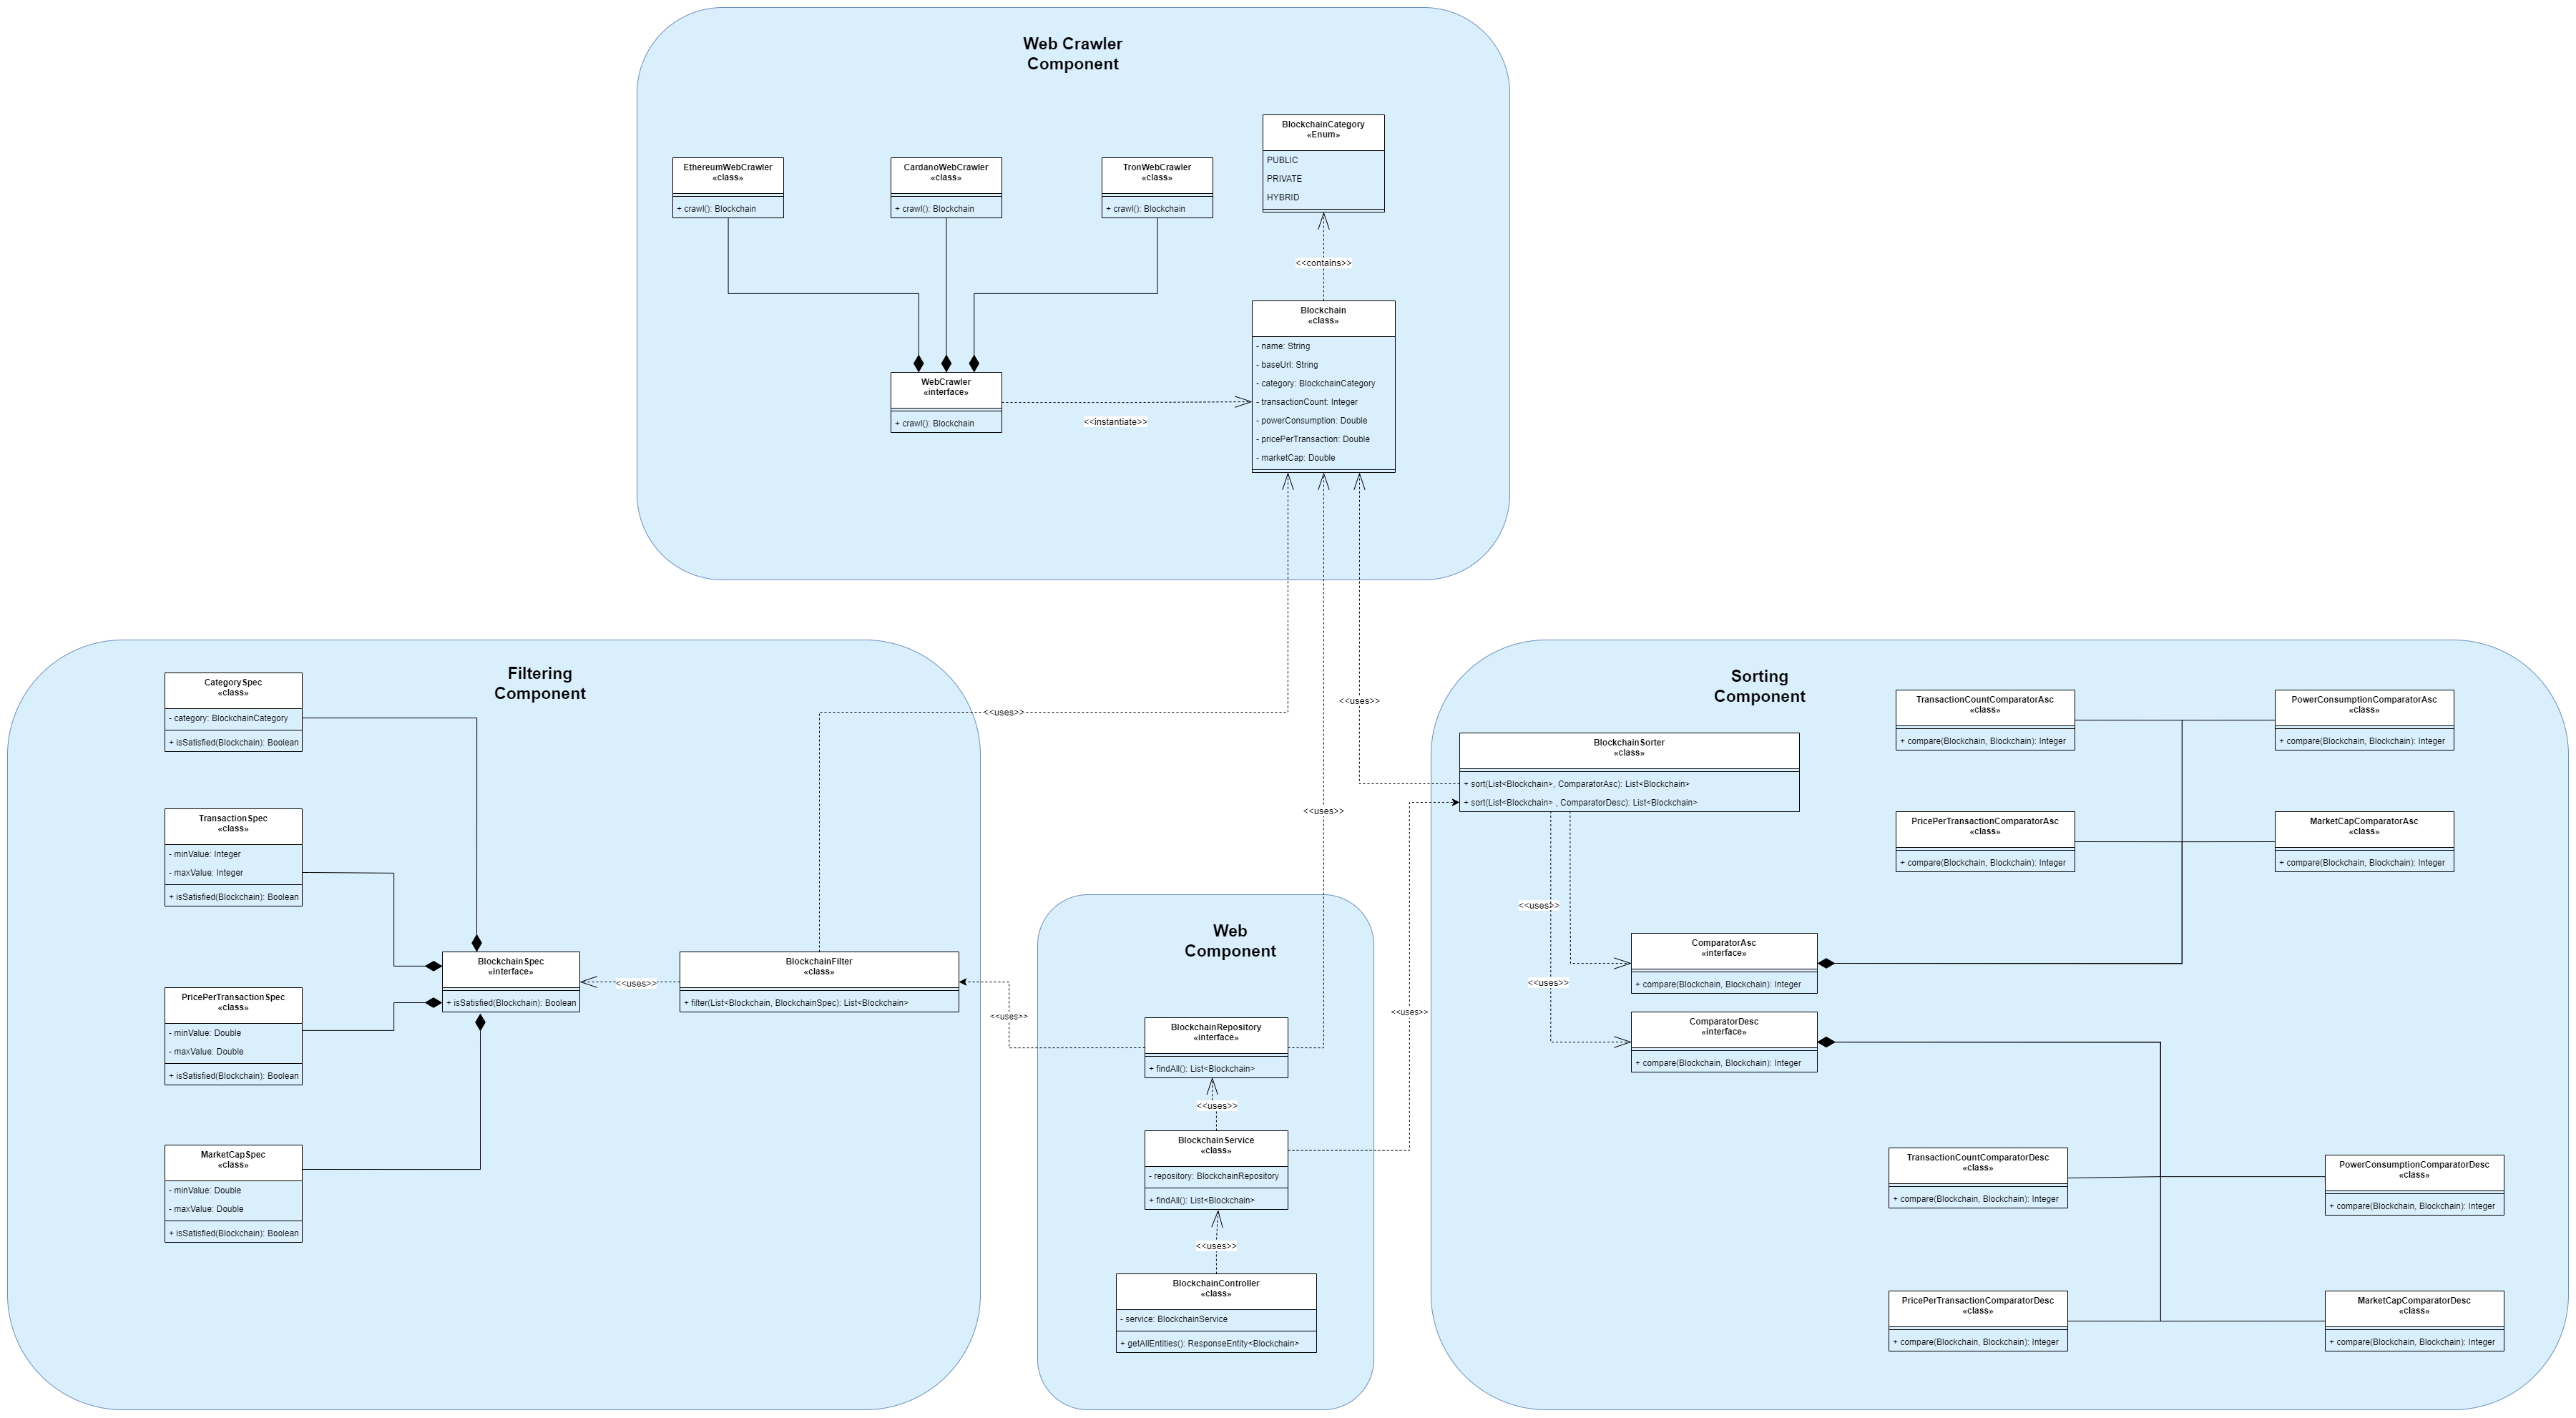 Web Crawler
Component
BlockchainCategory
«Enum»
PUBLIC
PRIVATE
HYBRID
EthereumWebCrawler
«class»
+ crawl(): Blockchain
CardanoWebCrawler
«class»
+ crawl(): Blockchain
TronWebCrawler
«class»
+ crawl(): Blockchain
<<contains>>
Blockchain
«class»
- name: String
- baseUrl: String
- category: BlockchainCategory
- transactionCount: Integer
- powerConsumption: Double
- pricePerTransaction: Double
- marketCap: Double
WebCrawler
«interface»
+ crawl(): Blockchain
<<instantiate>>
Filtering
Component
CategorySpec
«class»
- category: BlockchainCategory
+ isSatisfied(Blockchain): Boolean
TransactionSpec
«class»
- minValue: Integer
- maxValue: Integer
+ isSatisfied(Blockchain): Boolean
PricePerTransactionSpec
«class»
- minValue: Double
- maxValue: Double
+ isSatisfied(Blockchain): Boolean
MarketCapSpec
«class»
- minValue: Double
- maxValue: Double
+ isSatisfied(Blockchain): Boolean
BlockchainSpec
«interface»
+ isSatisfied(Blockchain): Boolean
<<uses>>
BlockchainFilter
«class»
+ filter(List<Blockchain, BlockchainSpec): List<Blockchain>
<<uses>>
<<uses>>
<<uses>>
<<uses>>
<<uses>>
Web
Component
BlockchainRepository
«interface»
+ findAll(): List<Blockchain>
<<uses>>
BlockchainService
«class»
- repository: BlockchainRepository
+ findAll(): List<Blockchain>
<<uses>>
BlockchainController
«class»
- service: BlockchainService
+ getAllEntities(): ResponseEntity<Blockchain>
Sorting
Component
BlockchainSorter
«class»
+ sort(List<Blockchain>, ComparatorAsc): List<Blockchain>
+ sort(List<Blockchain> , ComparatorDesc): List<Blockchain>
<<uses>>
<<uses>>
ComparatorAsc
«interface»
+ compare(Blockchain, Blockchain): Integer
ComparatorDesc
«interface»
+ compare(Blockchain, Blockchain): Integer
TransactionCountComparatorAsc
«class»
+ compare(Blockchain, Blockchain): Integer
PowerConsumptionComparatorAsc
«class»
+ compare(Blockchain, Blockchain): Integer
PricePerTransactionComparatorAsc
«class»
+ compare(Blockchain, Blockchain): Integer
MarketCapComparatorAsc
«class»
+ compare(Blockchain, Blockchain): Integer
TransactionCountComparatorDesc
«class»
+ compare(Blockchain, Blockchain): Integer
PowerConsumptionComparatorDesc
«class»
+ compare(Blockchain, Blockchain): Integer
PricePerTransactionComparatorDesc
«class»
+ compare(Blockchain, Blockchain): Integer
MarketCapComparatorDesc
«class»
+ compare(Blockchain, Blockchain): Integer